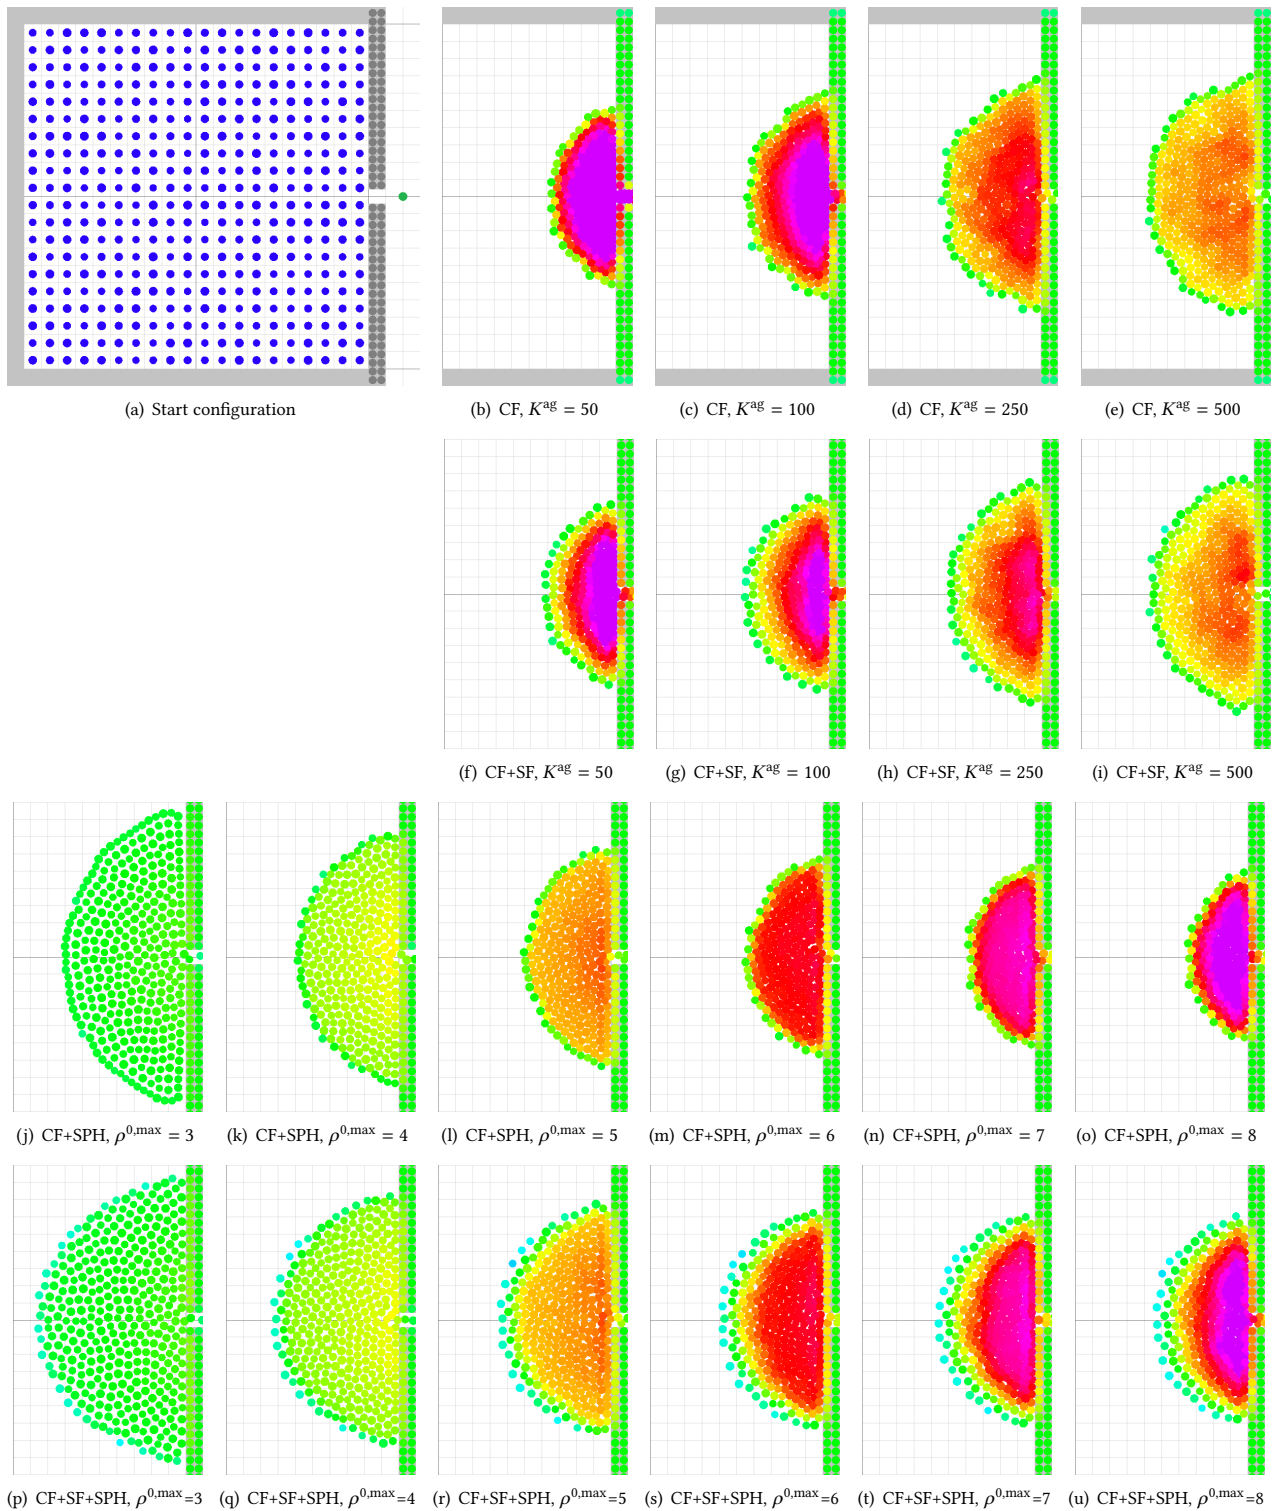 (a) Start configuration
(b) CF, K^ag = 50
(c) CF, K^ag = 100
(d) CF, K^ag = 250
(e) CF, K^ag = 500
(f) CF+SF, K^ag = 50
(g) CF+SF, K^ag = 100
(h) CF+SF, K^ag = 250
(i) CF+SF, K^ag = 500
(j) CF+SPH, ρ^0,max = 3
(k) CF+SPH, ρ^0,max = 4
(l) CF+SPH, ρ^0,max = 5
(m) CF+SPH, ρ^0,max = 6
(n) CF+SPH, ρ^0,max = 7
(o) CF+SPH, ρ^0,max = 8
(p) CF+SF+SPH, ρ^0,max=3
(q) CF+SF+SPH, ρ^0,max=4
(r) CF+SF+SPH, ρ^0,max=5
(s) CF+SF+SPH, ρ^0,max=6
(t) CF+SF+SPH, ρ^0,max=7
(u) CF+SF+SPH, ρ^0,max=8